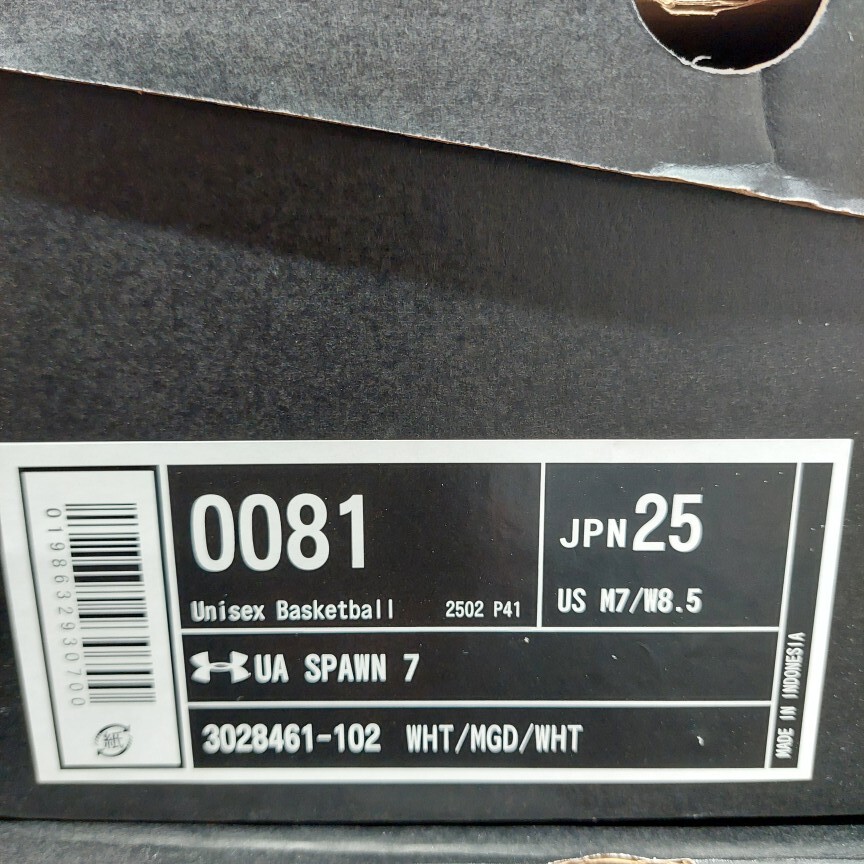 0198632930700
紙
0081
Unisex Basketball 2502 P41
JPN25
US M7/W8.5
UA SPAWN 7
3028461-102 WHT/MGD/WHT
MADE IN INDONESIA